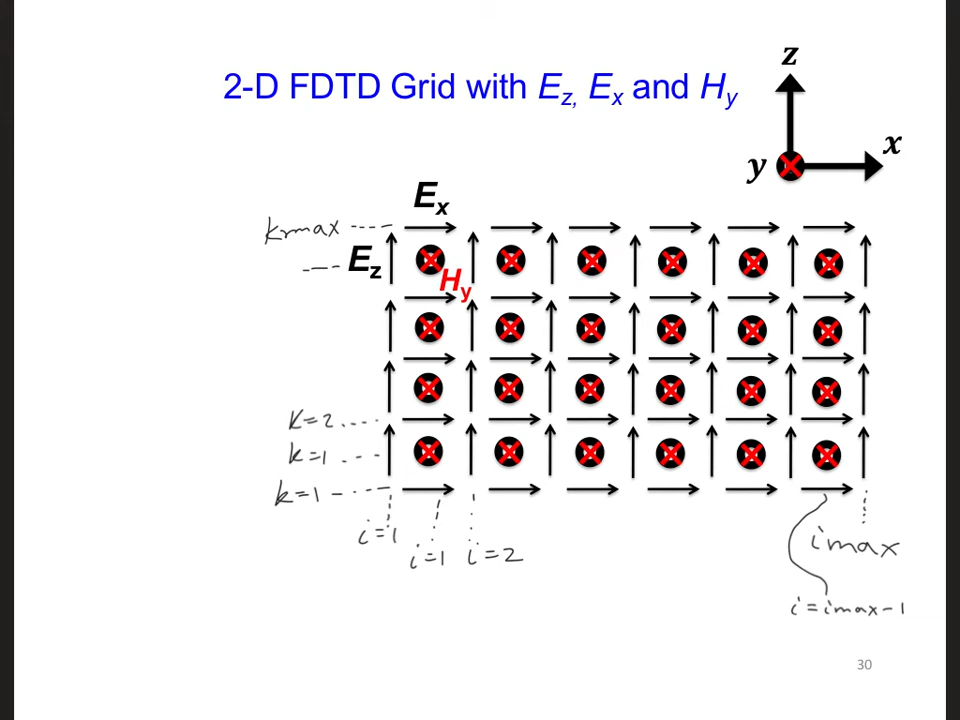 z
2-D FDTD Grid with Ez, Ex and Hy
x
y
Ex
kmax
Ez
Hy
k=2
k=1
k=1
i=1
i=1
i=2
imax
i=imax-1
30